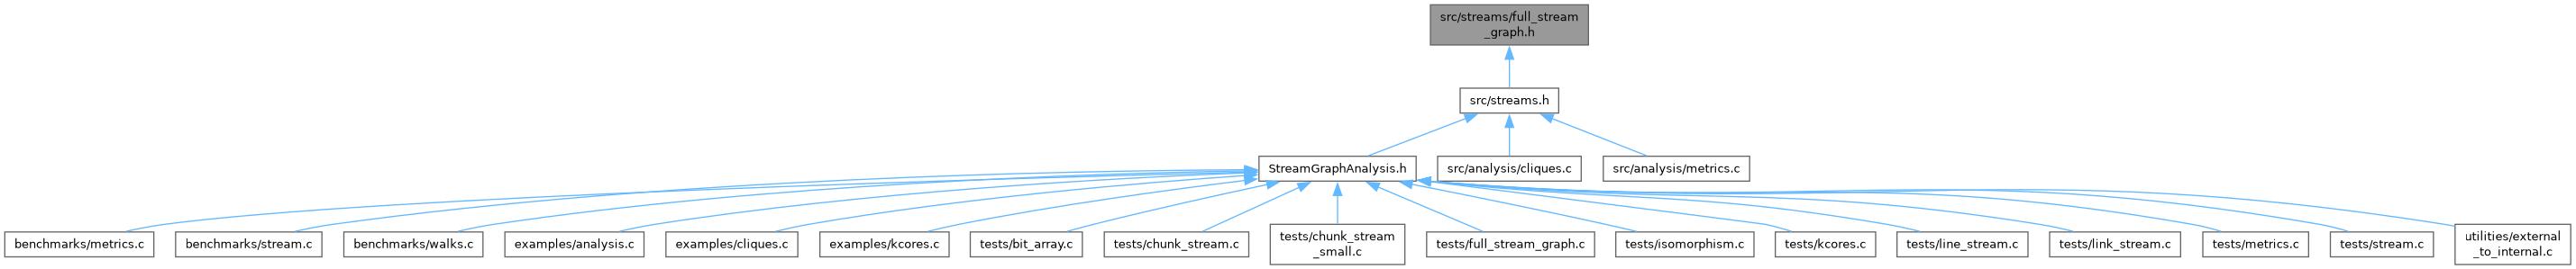 src/streams/full_stream
_graph.h
src/streams.h
StreamGraphAnalysis.h
src/analysis/cliques.c
src/analysis/metrics.c
benchmarks/metrics.c
benchmarks/stream.c
benchmarks/walks.c
examples/analysis.c
examples/cliques.c
examples/kcores.c
tests/bit_array.c
tests/chunk_stream.c
tests/chunk_stream
_small.c
tests/full_stream_graph.c
tests/isomorphism.c
tests/kcores.c
tests/line_stream.c
tests/link_stream.c
tests/metrics.c
tests/stream.c
utilities/external
_to_internal.c